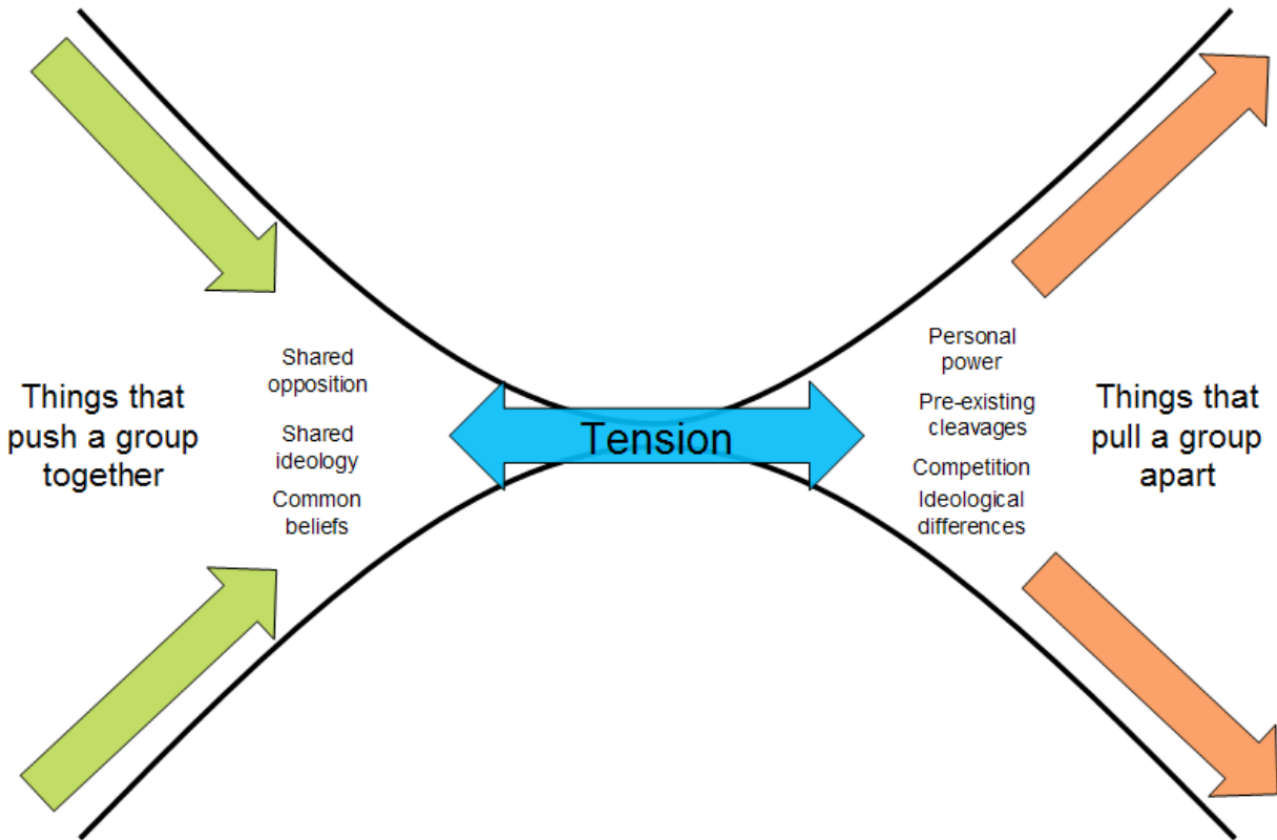 Things that
push a group
together
Shared
opposition
Shared
ideology
Common
beliefs
Tension
Personal
power
Pre-existing
cleavages
Competition
Ideological
differences
Things that
pull a group
apart